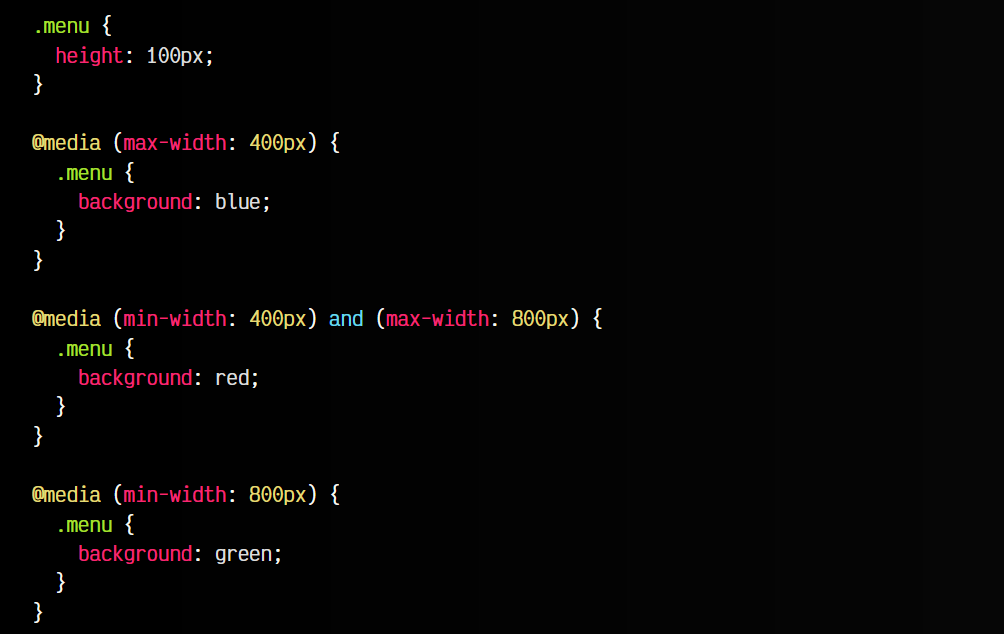 .menu {
  height: 100px;
}

@media (max-width: 400px) {
  .menu {
    background: blue;
  }
}

@media (min-width: 400px) and (max-width: 800px) {
  .menu {
    background: red;
  }
}

@media (min-width: 800px) {
  .menu {
    background: green;
  }
}